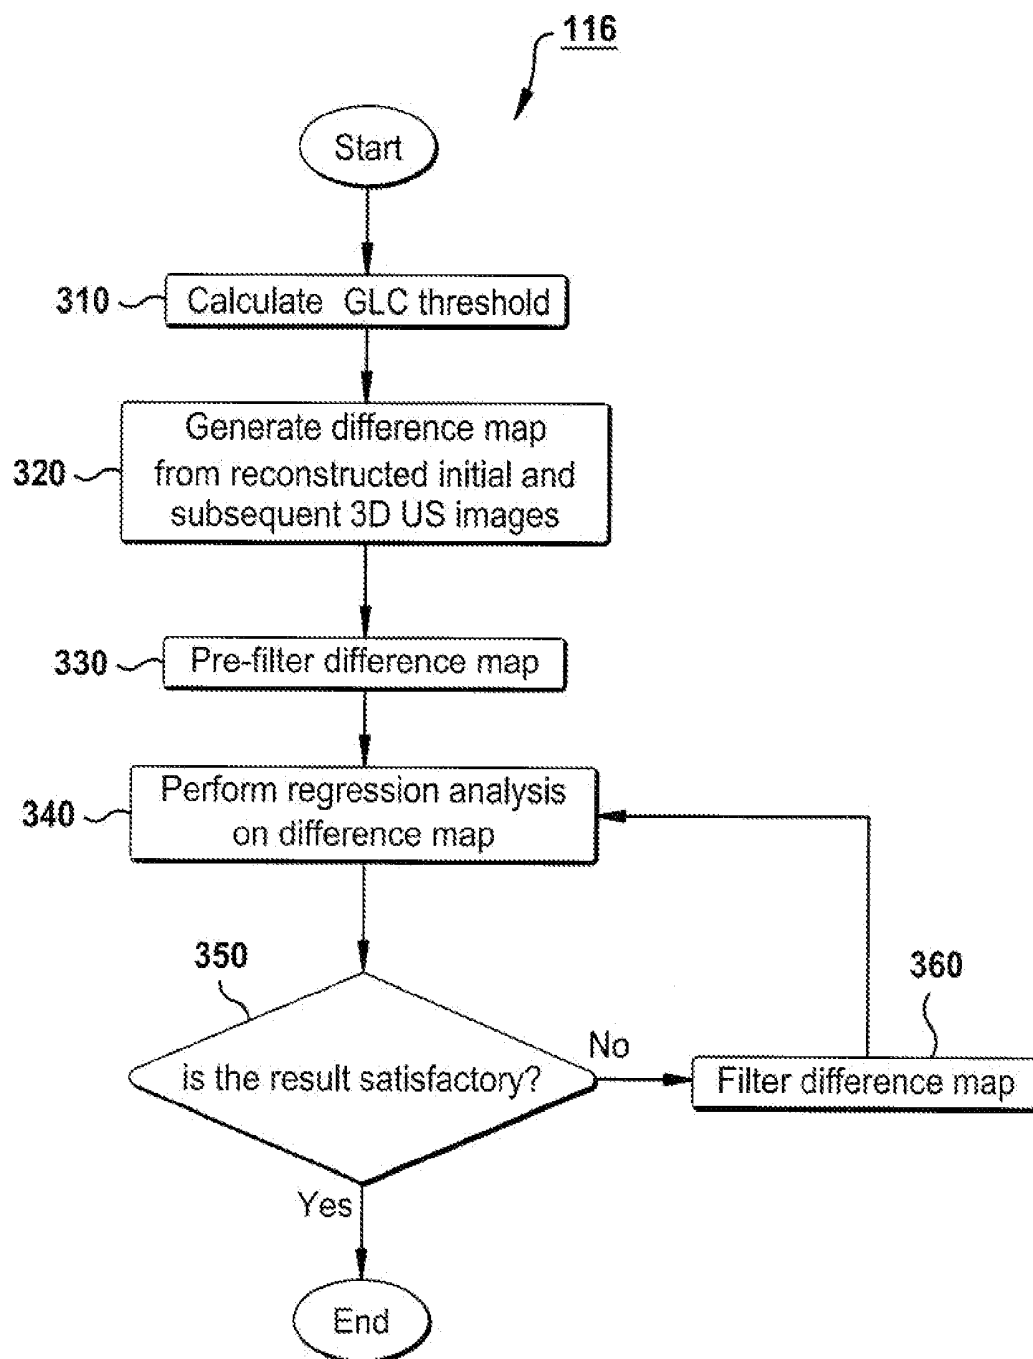 116
Start
310
Calculate GLC threshold
320
Generate difference map
from reconstructed initial and
subsequent 3D US images
330
Pre-filter difference map
340
Perform regression analysis
on difference map
350
is the result satisfactory?
No
360
Filter difference map
Yes
End